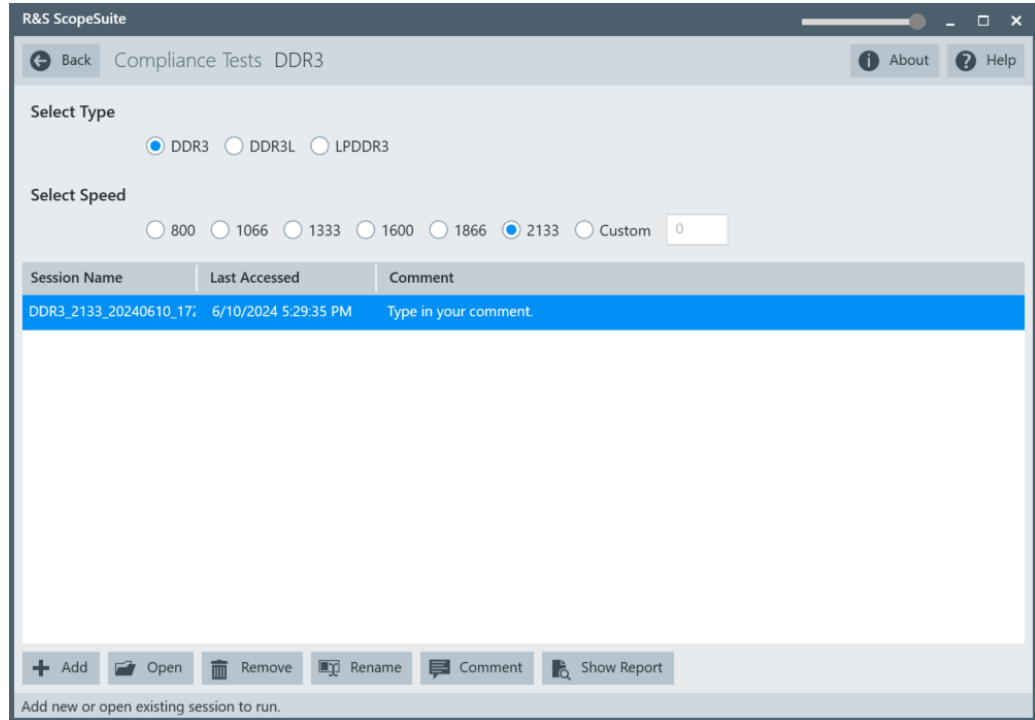 R&S ScopeSuite
Back Compliance Tests DDR3 About Help
Select Type
DDR3 DDR3L LPDDR3
Select Speed
800 1066 1333 1600 1866 2133 Custom 0
Session Name Last Accessed Comment
DDR3_2133_20240610_172 6/10/2024 5:29:35 PM Type in your comment.
Add Open Remove Rename Comment Show Report
Add new or open existing session to run.